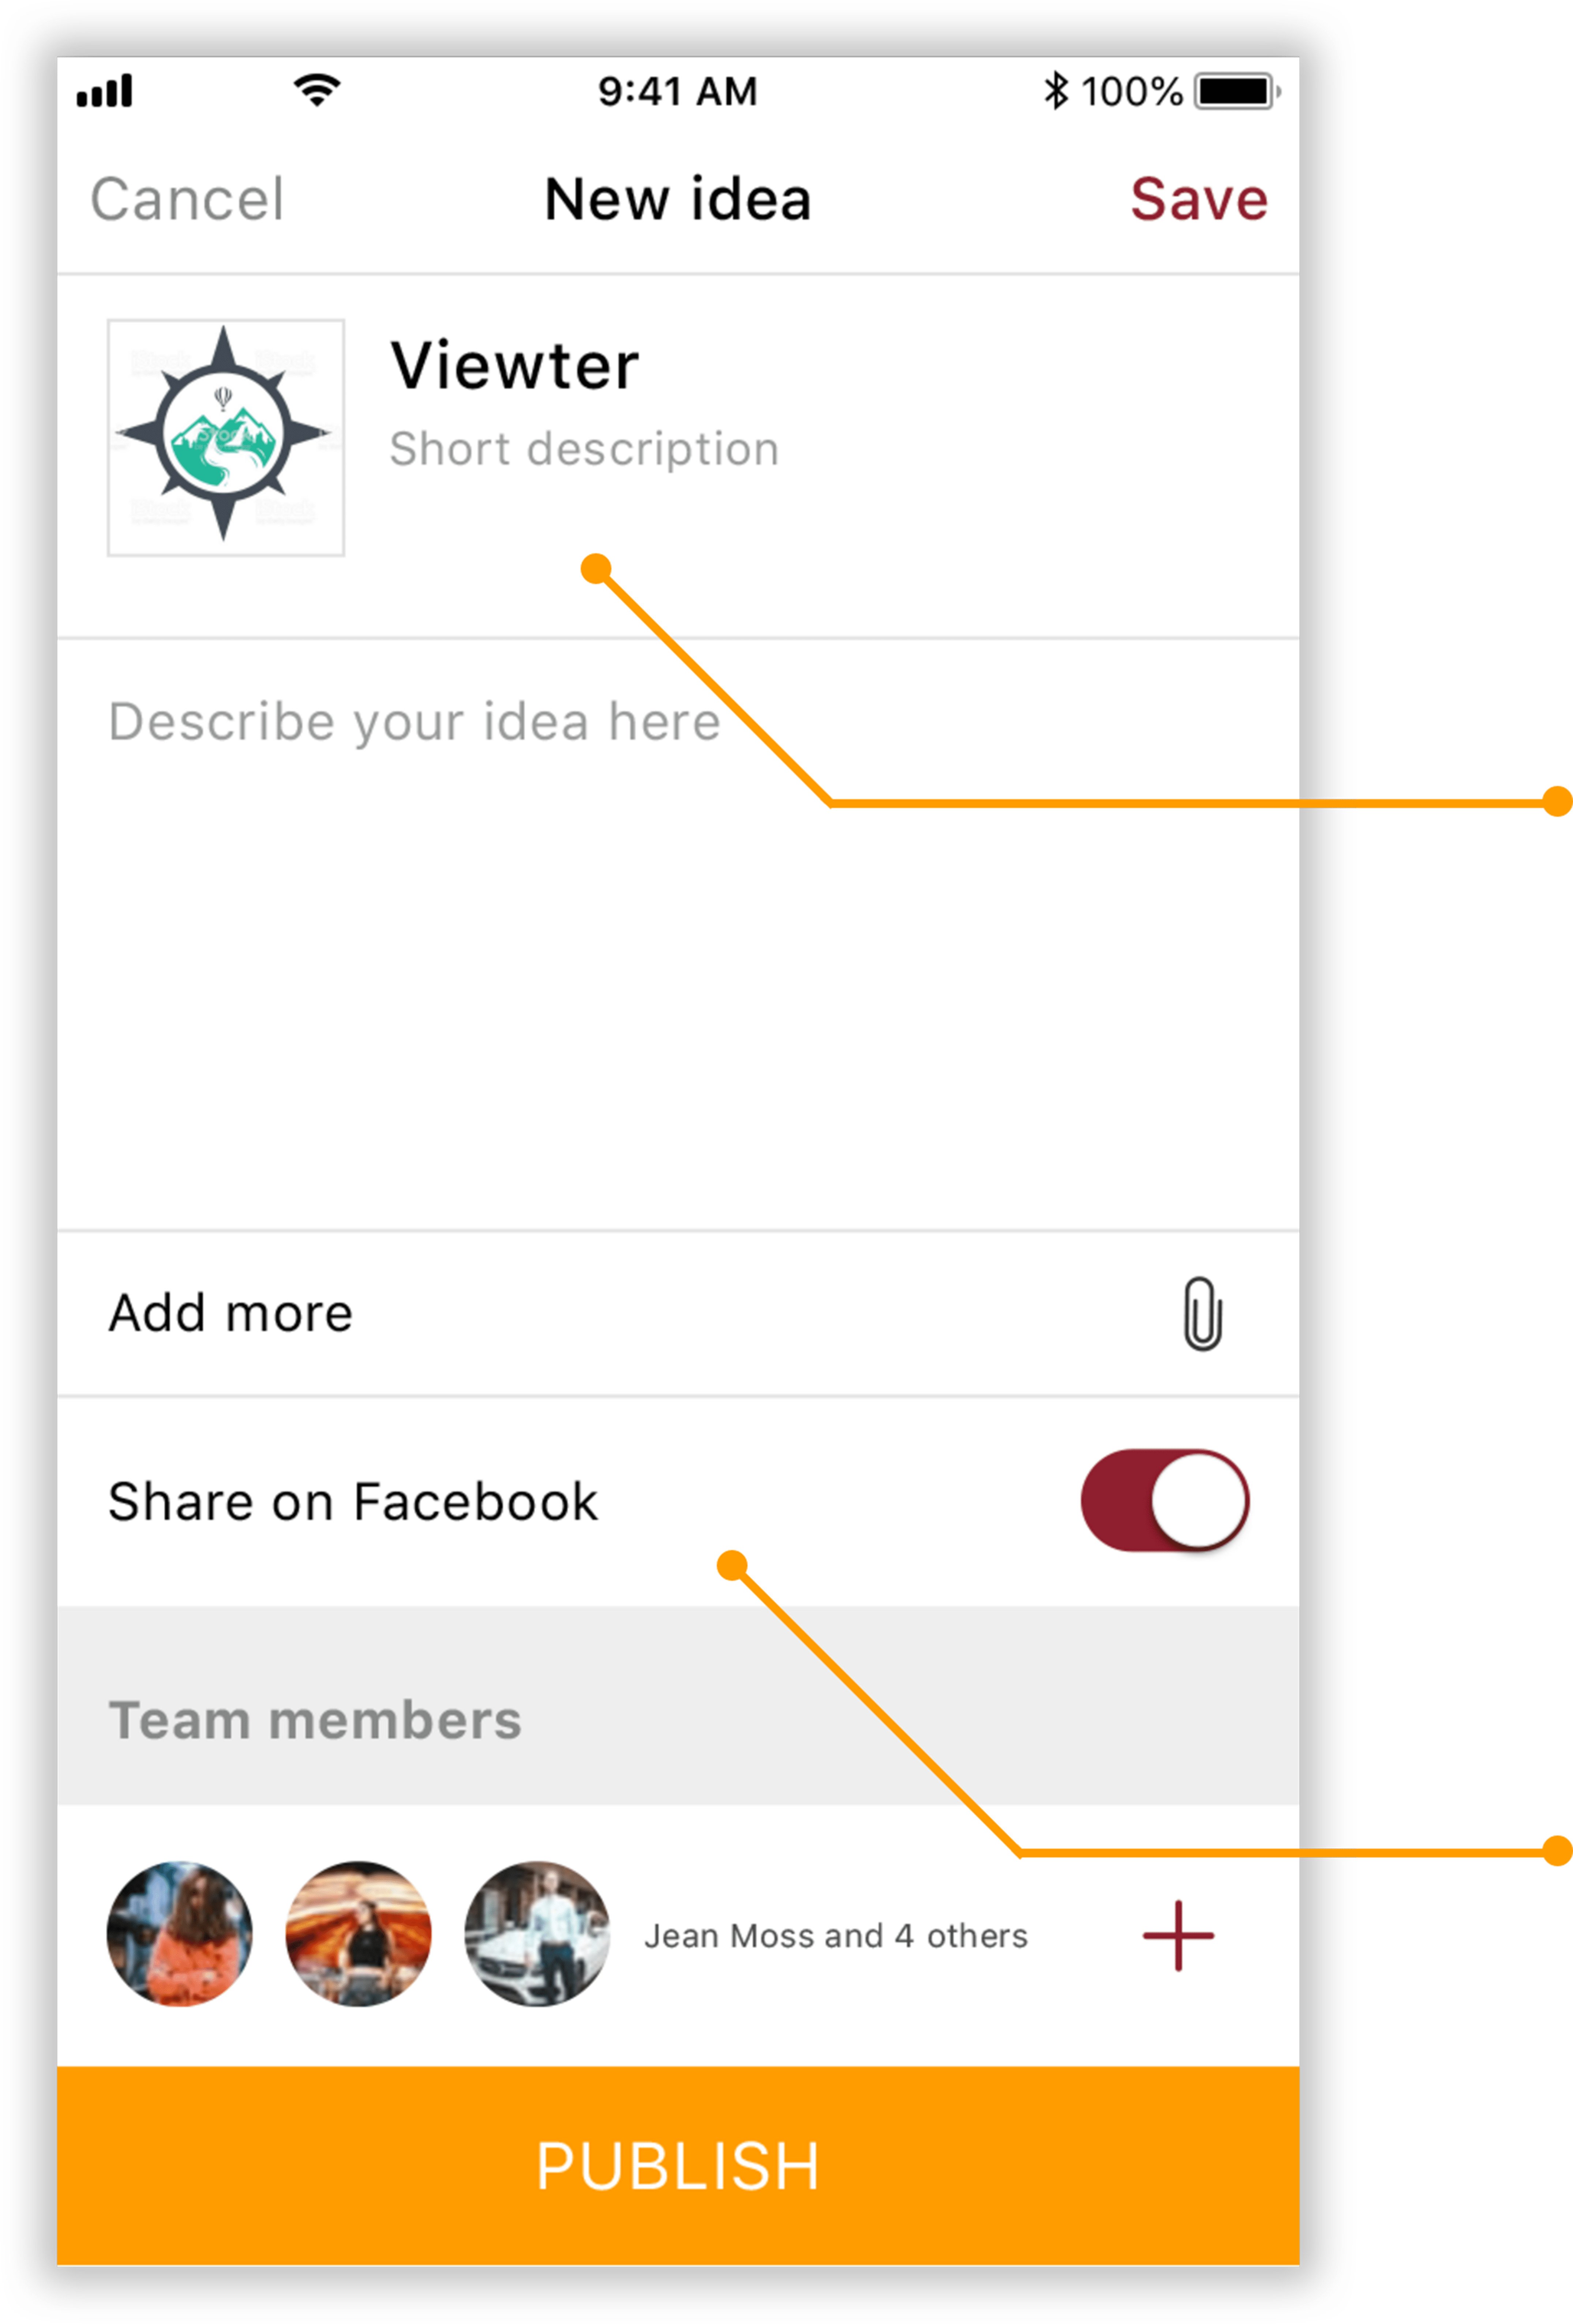 9:41 AM
100%
Cancel
New idea
Save
Viewter
Short description
Describe your idea here
Add more
Share on Facebook
Team members
Jean Moss and 4 others
PUBLISH